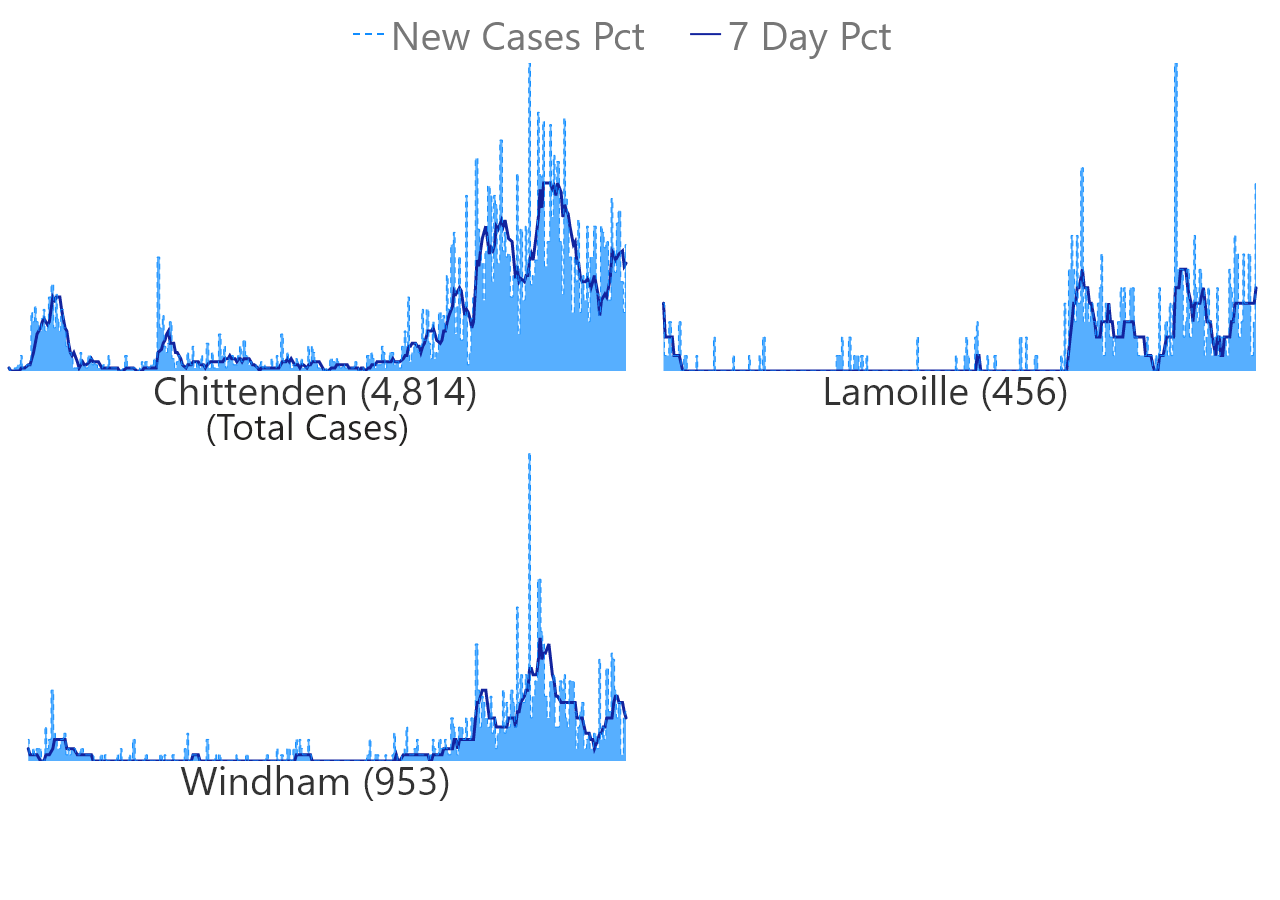 New Cases Pct 7 Day Pct
Chittenden (4,814)
(Total Cases)
Lamoille (456)
Windham (953)